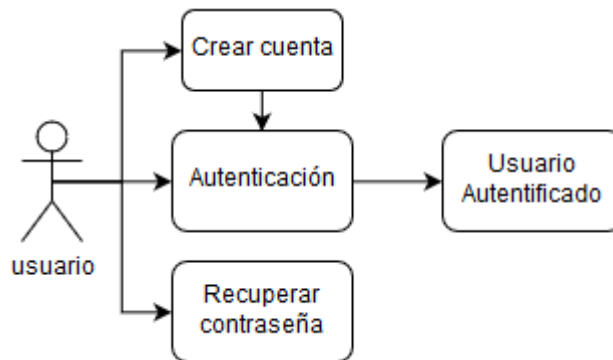 Crear cuenta
Autenticación
Usuario
Autentificado
usuario
Recuperar
contraseña